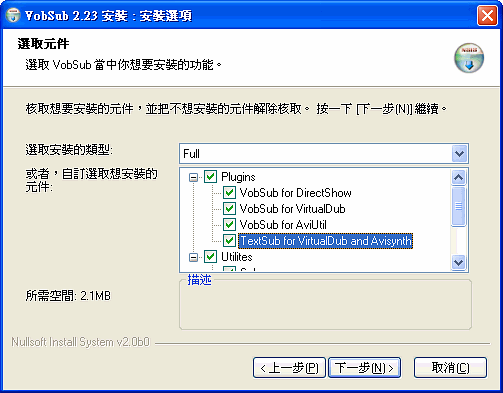 VobSub 2.23 安裝：安裝選項
選取元件
選取 VobSub 當中你想要安裝的功能。
核取想要安裝的元件，並把不想安裝的元件解除核取。 按一下 [下一步(N)] 繼續。
選取安裝的類型:
Full
或者，自訂選取想安裝的
元件:
Plugins
VobSub for DirectShow
VobSub for VirtualDub
VobSub for AviUtil
TextSub for VirtualDub and Avisynth
Utilites
描述
所需空間: 2.1MB
Nullsoft Install System v2.0b0
< 上一步(P)
下一步(N) >
取消(C)